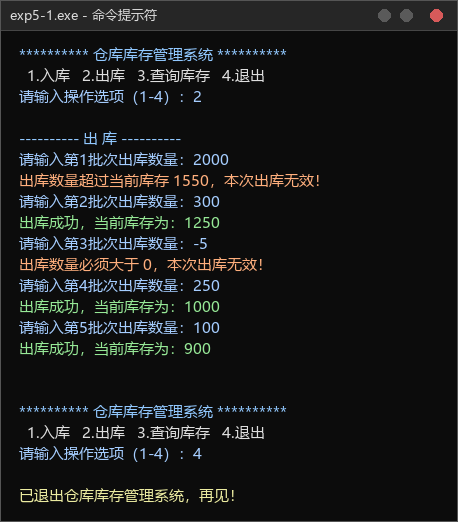 exp5-1.exe - 命令提示符
********** 仓库库存管理系统 **********
1.入库 2.出库 3.查询库存 4.退出
请输入操作选项（1-4）: 2
---------- 出 库 ----------
请输入第1批次出库数量: 2000
出库数量超过当前库存 1550，本次出库无效!
请输入第2批次出库数量: 300
出库成功，当前库存为: 1250
请输入第3批次出库数量: -5
出库数量必须大于 0，本次出库无效!
请输入第4批次出库数量: 250
出库成功，当前库存为: 1000
请输入第5批次出库数量: 100
出库成功，当前库存为: 900
********** 仓库库存管理系统 **********
1.入库 2.出库 3.查询库存 4.退出
请输入操作选项（1-4）: 4
已退出仓库库存管理系统，再见!